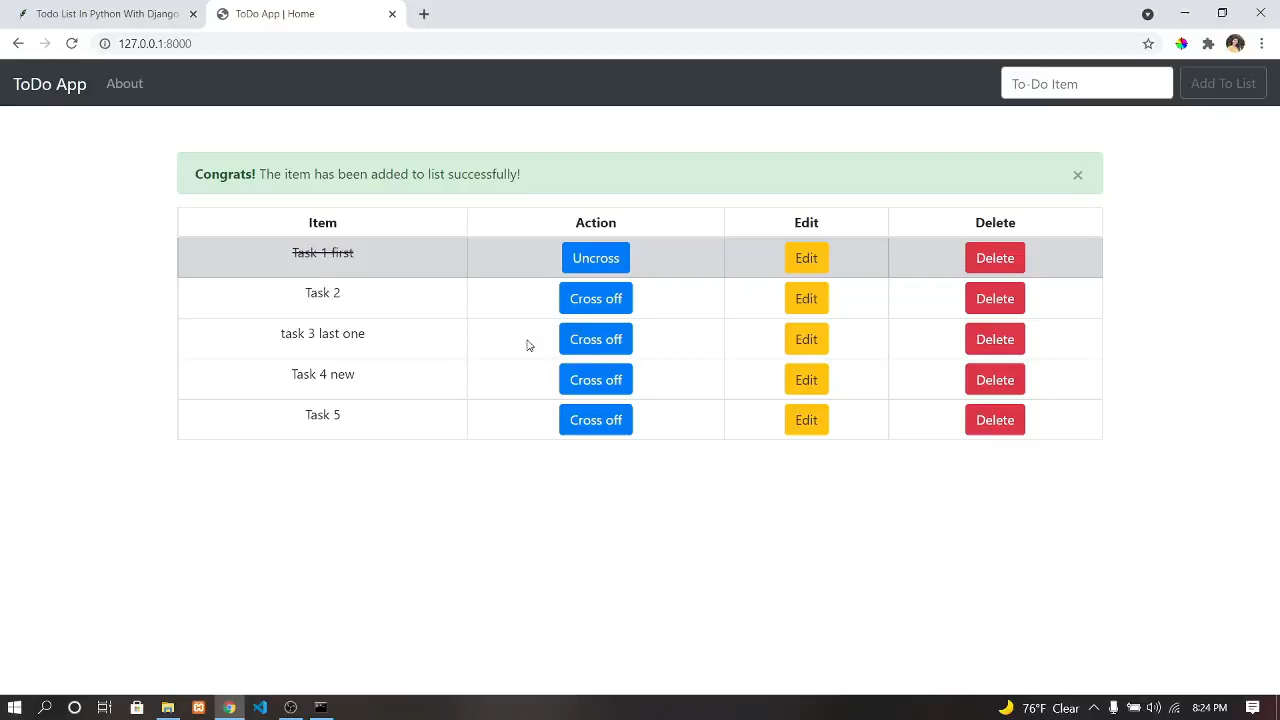 Todo List In Python With Django
ToDo App | Home
127.0.0.1:8000
ToDo App About To-Do Item Add To List
Congrats! The item has been added to list successfully! ×
Item Action Edit Delete
Task 1 first Uncross Edit Delete
Task 2 Cross off Edit Delete
task 3 last one Cross off Edit Delete
Task 4 new Cross off Edit Delete
Task 5 Cross off Edit Delete
76°F Clear 8:24 PM